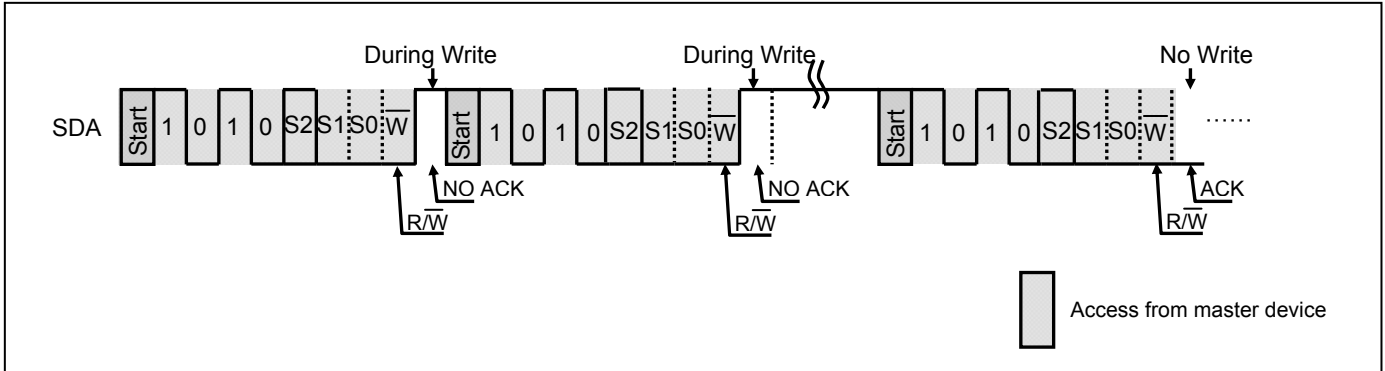 During Write During Write No Write
SDA Start 1 0 1 0 S2 S1 S0 W̅ Start 1 0 1 0 S2 S1 S0 W̅ Start 1 0 1 0 S2 S1 S0 W̅ ......
NO ACK NO ACK ACK
R/W̅ R/W̅ R/W̅
Access from master device